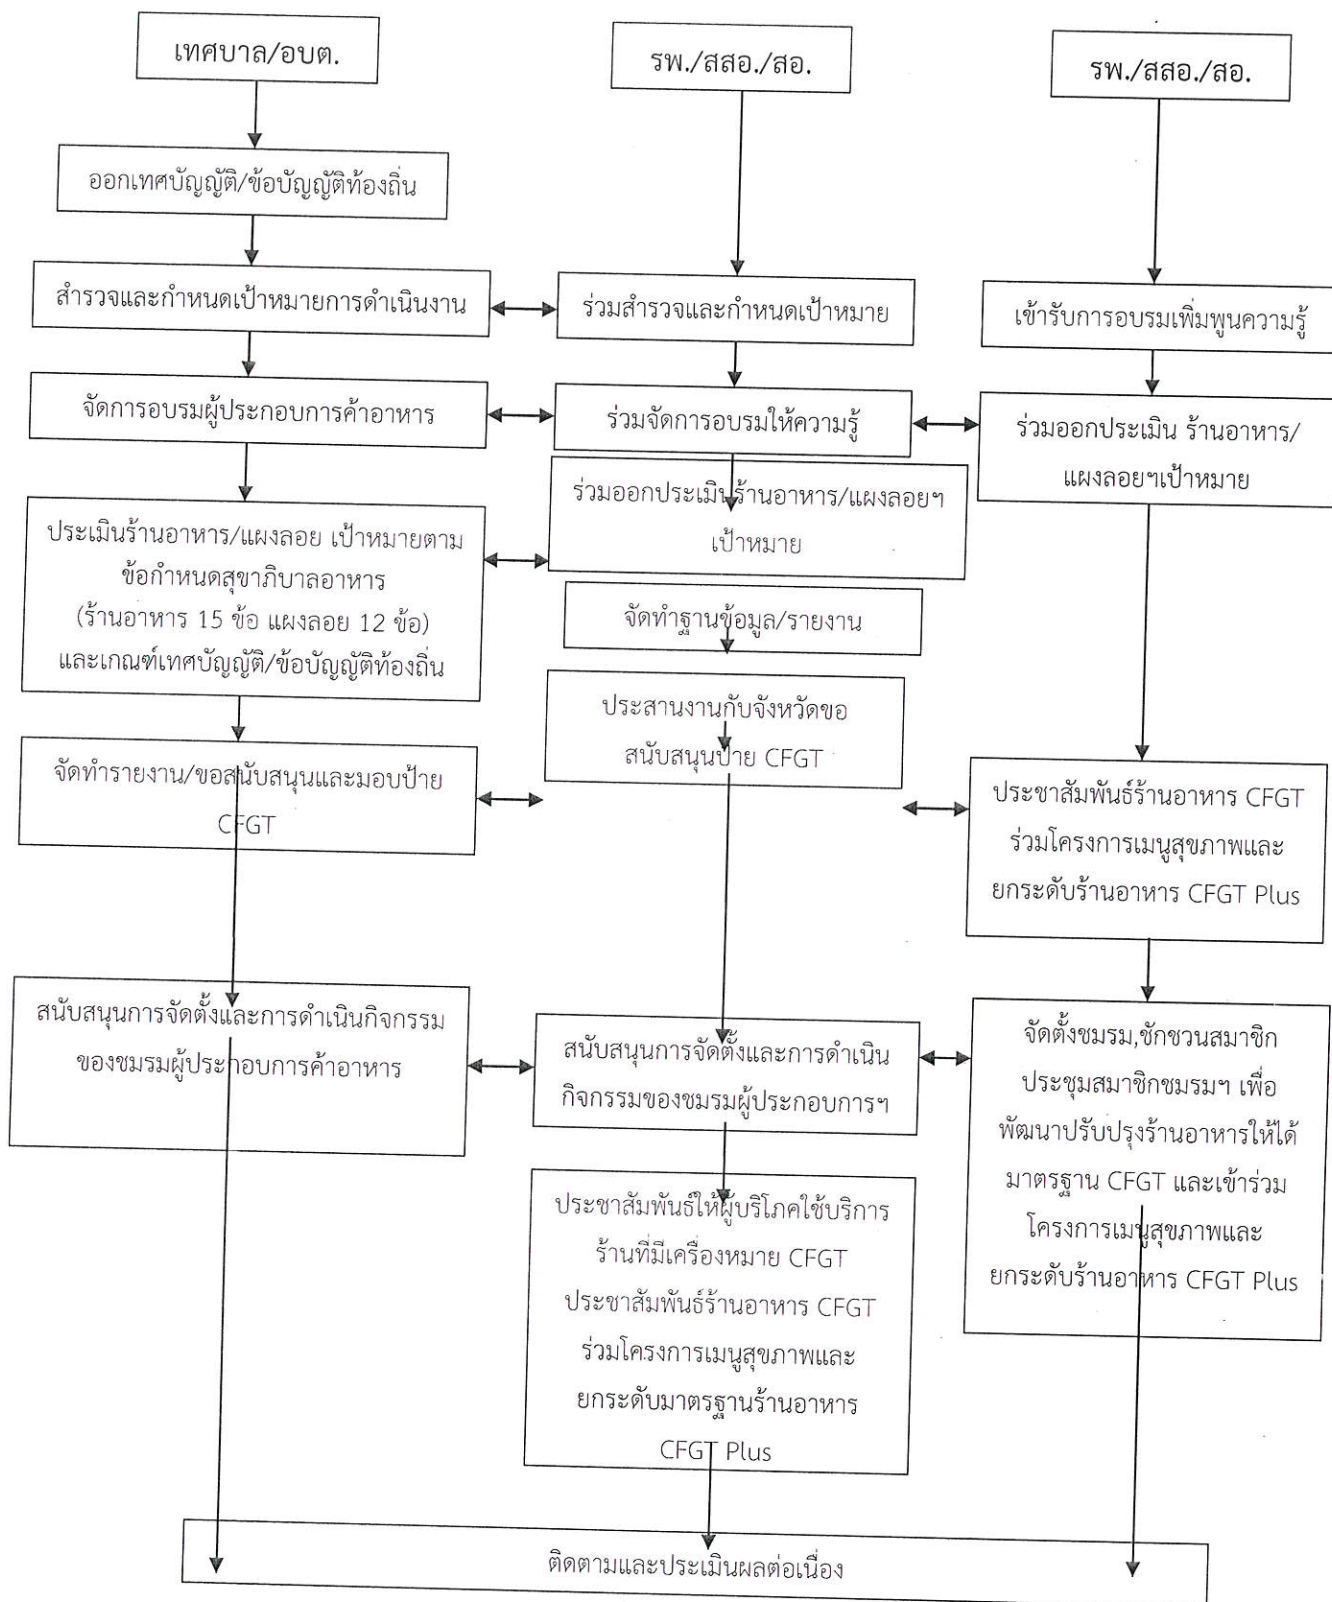 เทศบาล/อบต.
รพ./สสอ./สอ.
รพ./สสอ./สอ.
ออกเทศบัญญัติ/ข้อบัญญัติท้องถิ่น
สำรวจและกำหนดเป้าหมายการดำเนินงาน
ร่วมสำรวจและกำหนดเป้าหมาย
เข้ารับการอบรมเพิ่มพูนความรู้
จัดการอบรมผู้ประกอบการค้าอาหาร
ร่วมจัดการอบรมให้ความรู้
ร่วมออกประเมิน ร้านอาหาร/
แผงลอยฯเป้าหมาย
ร่วมออกประเมินร้านอาหาร/แผงลอยฯ
เป้าหมาย
ประเมินร้านอาหาร/แผงลอย เป้าหมายตาม
ข้อกำหนดสุขาภิบาลอาหาร
(ร้านอาหาร 15 ข้อ แผงลอย 12 ข้อ)
และเกณฑ์เทศบัญญัติ/ข้อบัญญัติท้องถิ่น
จัดทำฐานข้อมูล/รายงาน
ประสานงานกับจังหวัดขอ
สนับสนุนป้าย CFGT
จัดทำรายงาน/ขอสนับสนุนและมอบป้าย
CFGT
ประชาสัมพันธ์ร้านอาหาร CFGT
ร่วมโครงการเมนูสุขภาพและ
ยกระดับร้านอาหาร CFGT Plus
สนับสนุนการจัดตั้งและการดำเนินกิจกรรม
ของชมรมผู้ประกอบการค้าอาหาร
สนับสนุนการจัดตั้งและการดำเนิน
กิจกรรมของชมรมผู้ประกอบการฯ
จัดตั้งชมรม,ชักชวนสมาชิก
ประชุมสมาชิกชมรมฯ เพื่อ
พัฒนาปรับปรุงร้านอาหารให้ได้
มาตรฐาน CFGT และเข้าร่วม
โครงการเมนูสุขภาพและ
ยกระดับร้านอาหาร CFGT Plus
ประชาสัมพันธ์ให้ผู้บริโภคใช้บริการ
ร้านที่มีเครื่องหมาย CFGT
ประชาสัมพันธ์ร้านอาหาร CFGT
ร่วมโครงการเมนูสุขภาพและ
ยกระดับมาตรฐานร้านอาหาร
CFGT Plus
ติดตามและประเมินผลต่อเนื่อง